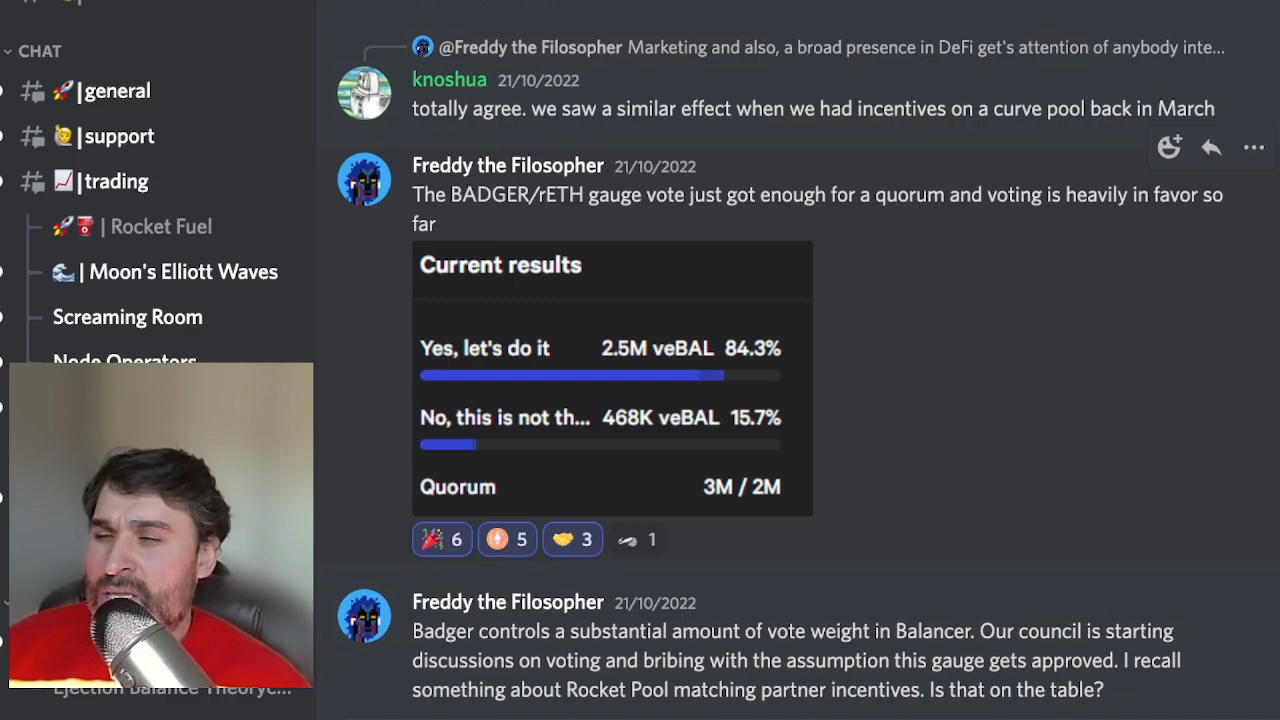 CHAT
general
support
trading
| Rocket Fuel
| Moon's Elliott Waves
Screaming Room
Node Operators
@Freddy the Filosopher Marketing and also, a broad presence in DeFi get's attention of anybody inte...
knoshua 21/10/2022
totally agree. we saw a similar effect when we had incentives on a curve pool back in March
Freddy the Filosopher 21/10/2022
The BADGER/rETH gauge vote just got enough for a quorum and voting is heavily in favor so
far
Current results
Yes, let's do it 2.5M veBAL 84.3%
No, this is not th... 468K veBAL 15.7%
Quorum 3M / 2M
6 5 3 1
Freddy the Filosopher 21/10/2022
Badger controls a substantial amount of vote weight in Balancer. Our council is starting
discussions on voting and bribing with the assumption this gauge gets approved. I recall
something about Rocket Pool matching partner incentives. Is that on the table?
Ejection Balance Theoryc...